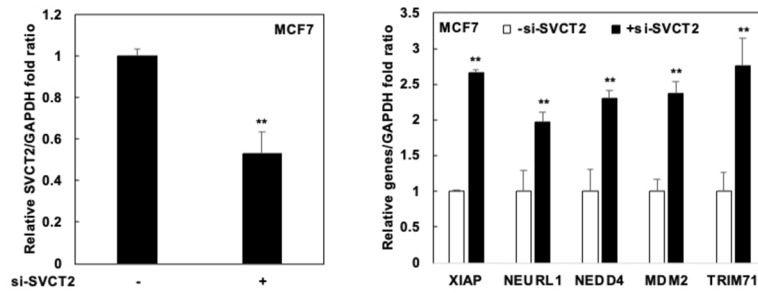 Relative SVCT2/GAPDH fold ratio
1.2
1
0.8
0.6
0.4
0.2
0
MCF7
**
si-SVCT2 - +
Relative genes/GAPDH fold ratio
3.5
3
2.5
2
1.5
1
0.5
0
MCF7 -si-SVCT2 +si-SVCT2
** ** ** ** **
XIAP NEURL1 NEDD4 MDM2 TRIM71